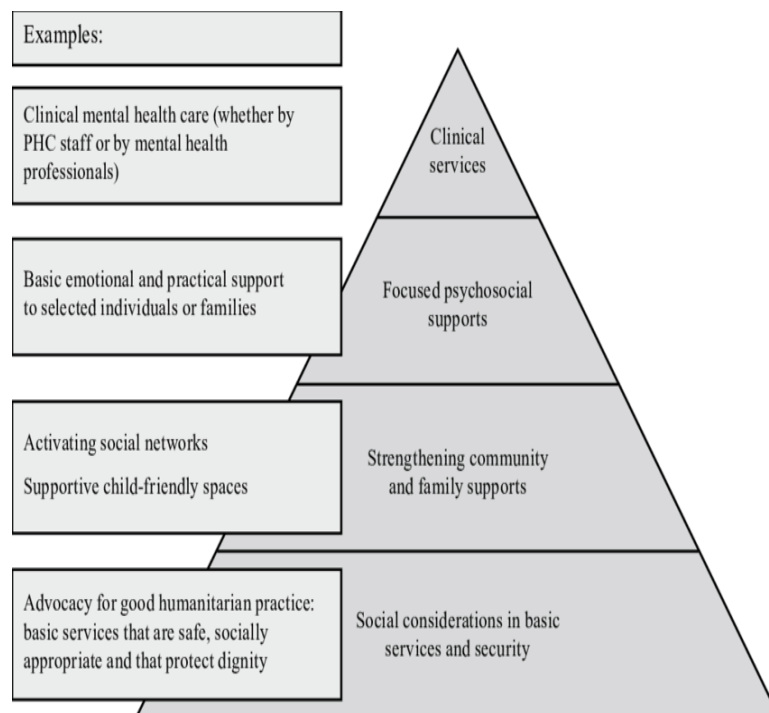 Examples:
Clinical mental health care (whether by
PHC staff or by mental health
professionals)
Clinical
services
Basic emotional and practical support
to selected individuals or families
Focused psychosocial
supports
Activating social networks
Supportive child-friendly spaces
Strengthening community
and family supports
Advocacy for good humanitarian practice:
basic services that are safe, socially
appropriate and that protect dignity
Social considerations in basic
services and security